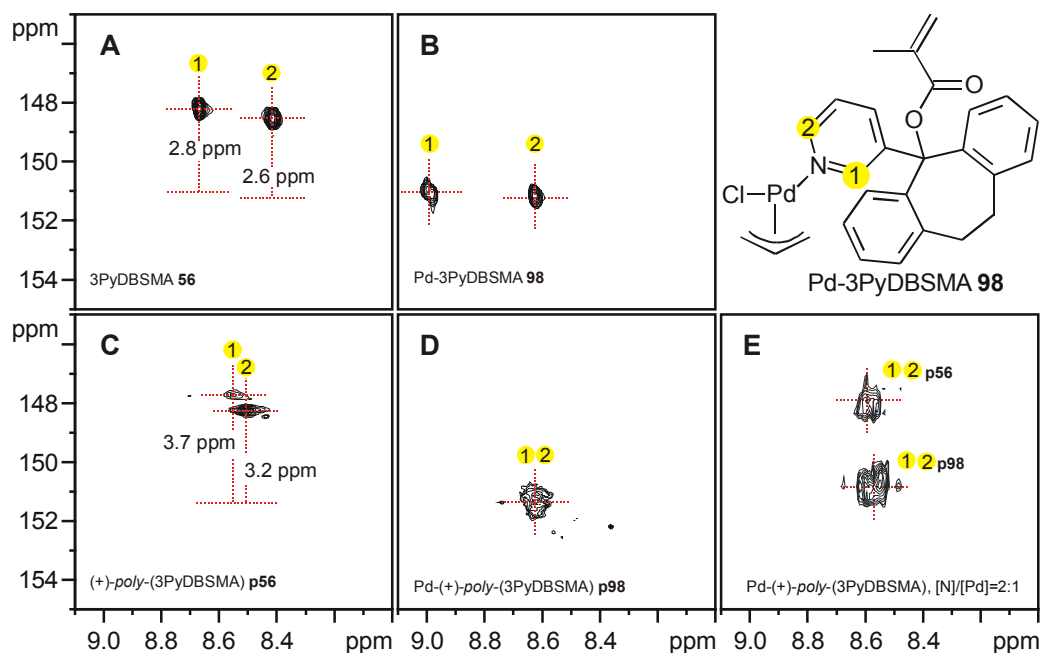 ppm
148
150
152
154
A
1
2
2.8 ppm
2.6 ppm
3PyDBSMA 56
B
1
2
Pd-3PyDBSMA 98
O
O
2
N
1
Cl
Pd
Pd-3PyDBSMA 98
ppm
148
150
152
154
C
1
2
3.7 ppm
3.2 ppm
(+)-poly-(3PyDBSMA) p56
D
1 2
Pd-(+)-poly-(3PyDBSMA) p98
E
1 2 p56
1 2 p98
Pd-(+)-poly-(3PyDBSMA), [N]/[Pd]=2:1
9.0 8.8 8.6 8.4 ppm
9.0 8.8 8.6 8.4 ppm
9.0 8.8 8.6 8.4 ppm